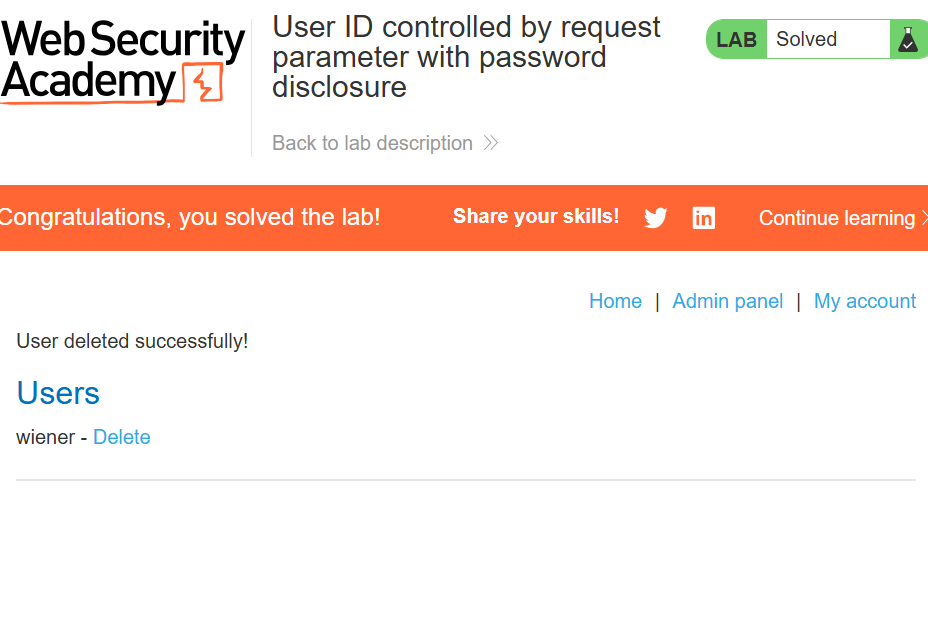 Web Security
Academy
User ID controlled by request
parameter with password
disclosure
Back to lab description
LAB Solved
Congratulations, you solved the lab!
Share your skills!
Continue learning
Home | Admin panel | My account
User deleted successfully!
Users
wiener - Delete